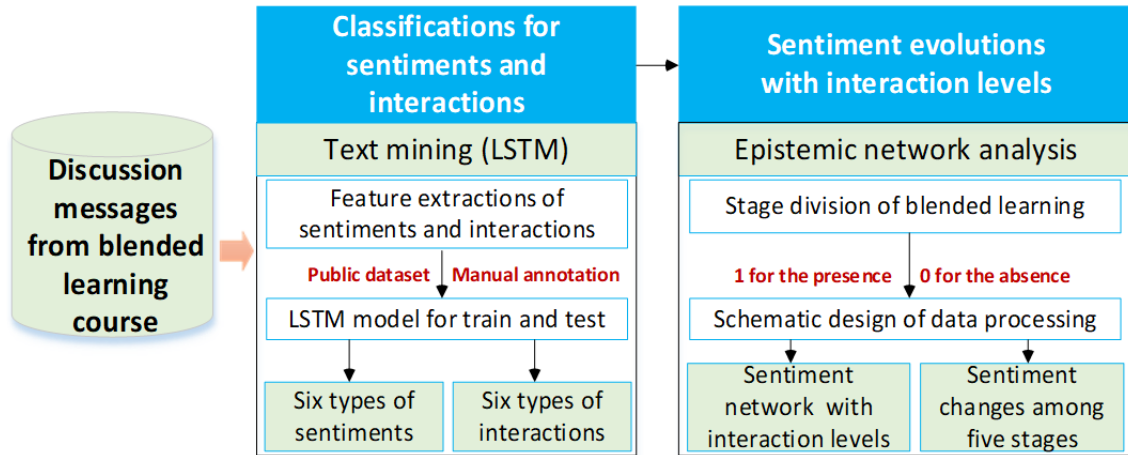 Discussion
messages
from blended
learning
course
Classifications for
sentiments and
interactions
Text mining (LSTM)
Feature extractions of
sentiments and interactions
Public dataset Manual annotation
LSTM model for train and test
Six types of
sentiments
Six types of
interactions
Sentiment evolutions
with interaction levels
Epistemic network analysis
Stage division of blended learning
1 for the presence 0 for the absence
Schematic design of data processing
Sentiment
network with
interaction levels
Sentiment
changes among
five stages